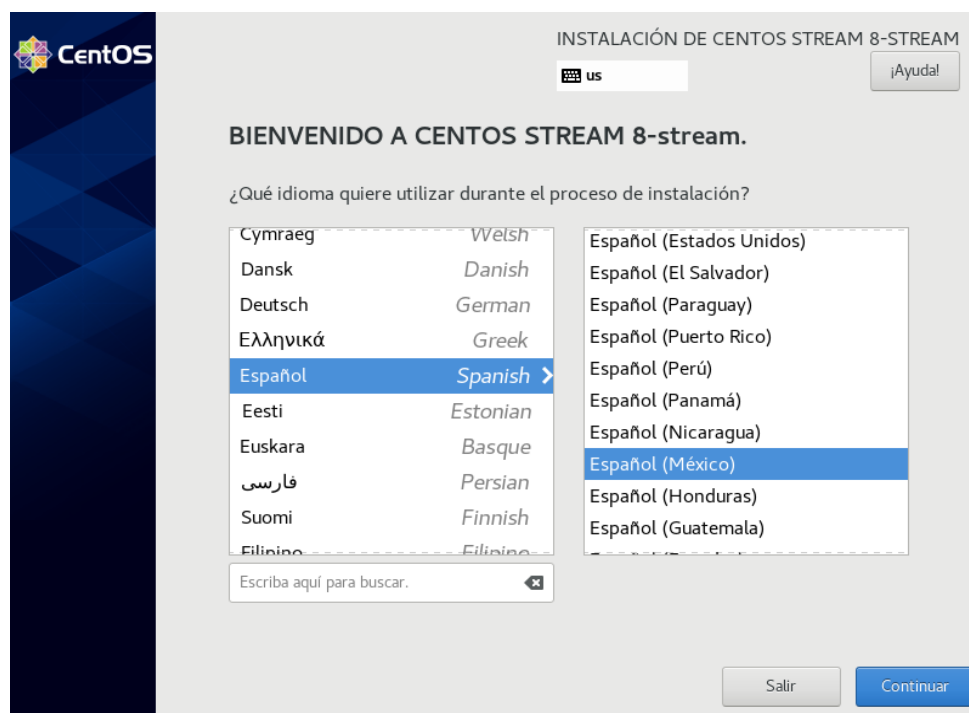 CentOS
INSTALACIÓN DE CENTOS STREAM 8-STREAM
us
¡Ayuda!
BIENVENIDO A CENTOS STREAM 8-stream.
¿Qué idioma quiere utilizar durante el proceso de instalación?
Cymraeg Welsh
Dansk Danish
Deutsch German
Ελληνικά Greek
Español Spanish
Eesti Estonian
Euskara Basque
فارسی Persian
Suomi Finnish
Filipino Filipino
Escriba aquí para buscar.
Español (Estados Unidos)
Español (El Salvador)
Español (Paraguay)
Español (Puerto Rico)
Español (Perú)
Español (Panamá)
Español (Nicaragua)
Español (México)
Español (Honduras)
Español (Guatemala)
Salir
Continuar